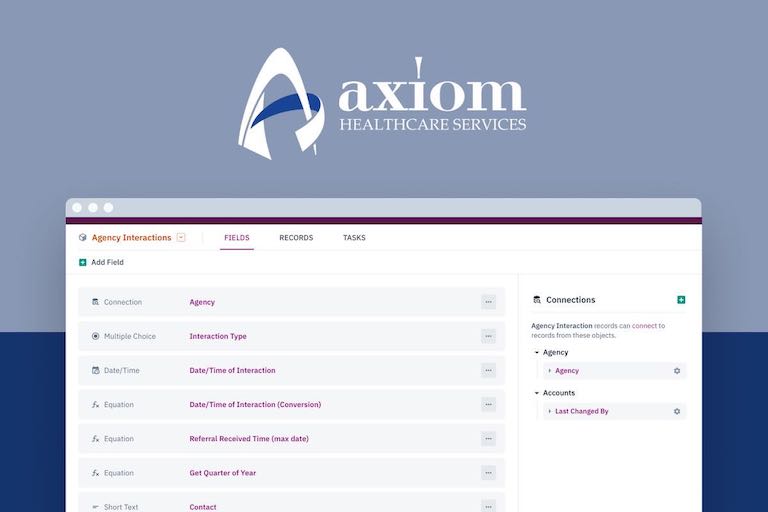 axiom
HEALTHCARE SERVICES
Agency Interactions
FIELDS
RECORDS
TASKS
Add Field
Connection
Agency
Multiple Choice
Interaction Type
Date/Time
Date/Time of Interaction
Equation
Date/Time of Interaction (Conversion)
Equation
Referral Received Time (max date)
Equation
Get Quarter of Year
Short Text
Contact
Connections
Agency Interaction records can connect to
records from these objects.
Agency
Agency
Accounts
Last Changed By